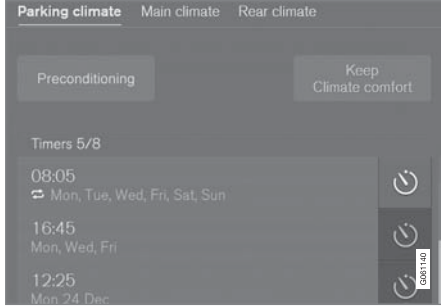 Parking climate Main climate Rear climate
Preconditioning
Keep
Climate comfort
Timers 5/8
08:05
Mon, Tue, Wed, Fri, Sat, Sun
16:45
Mon, Wed, Fri
12:25
Mon 24 Dec
G061140